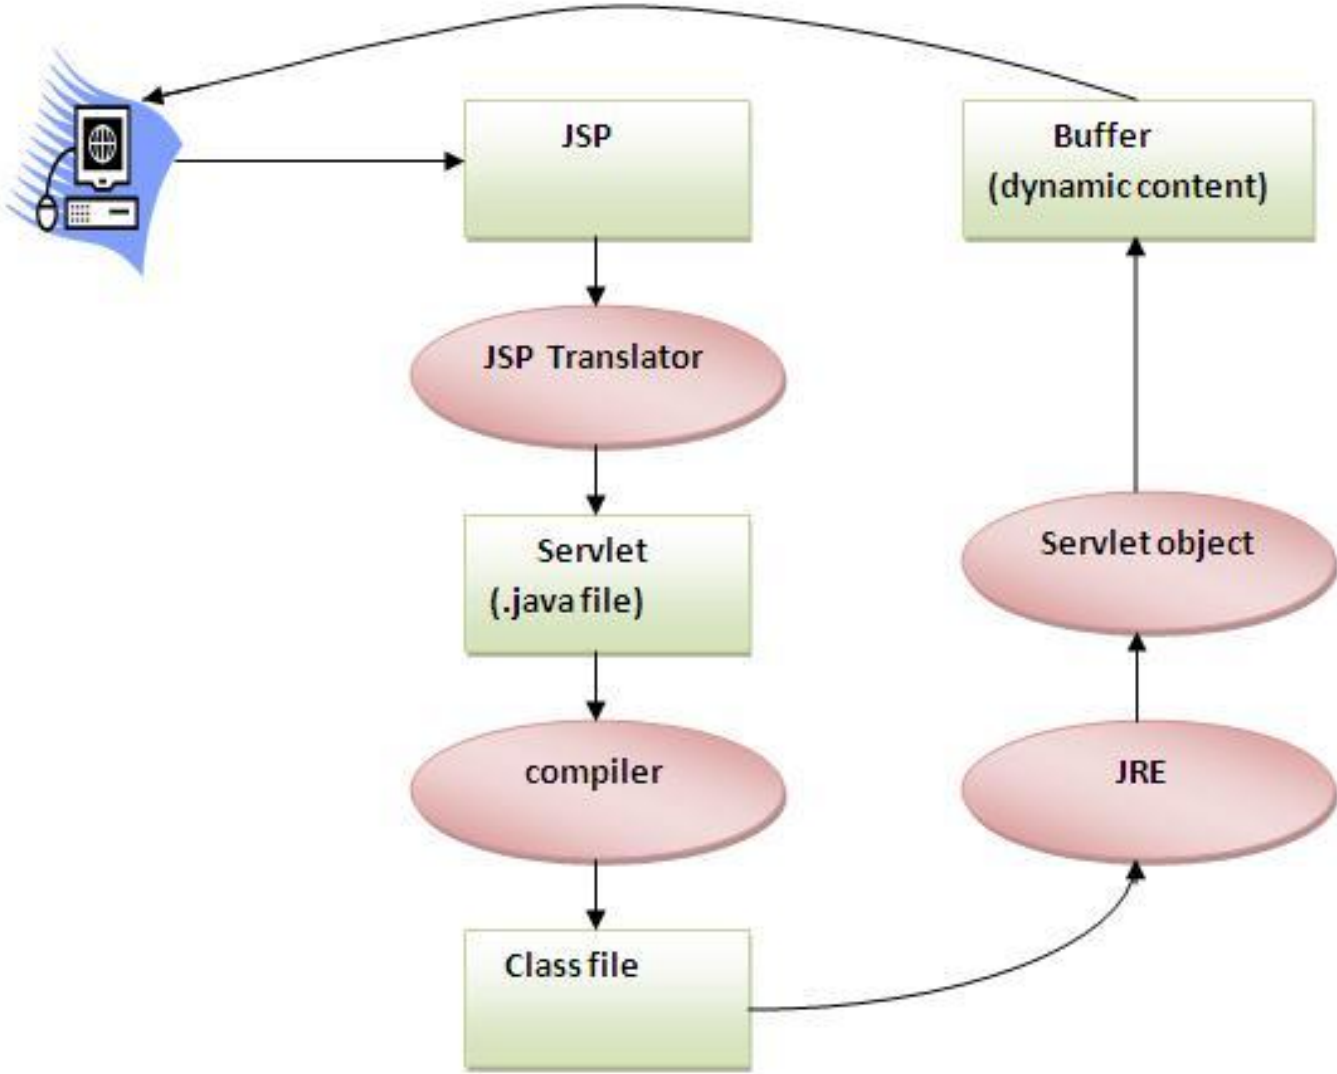 JSP
JSP Translator
Servlet
(.java file)
compiler
Class file
JRE
Servlet object
Buffer
(dynamic content)